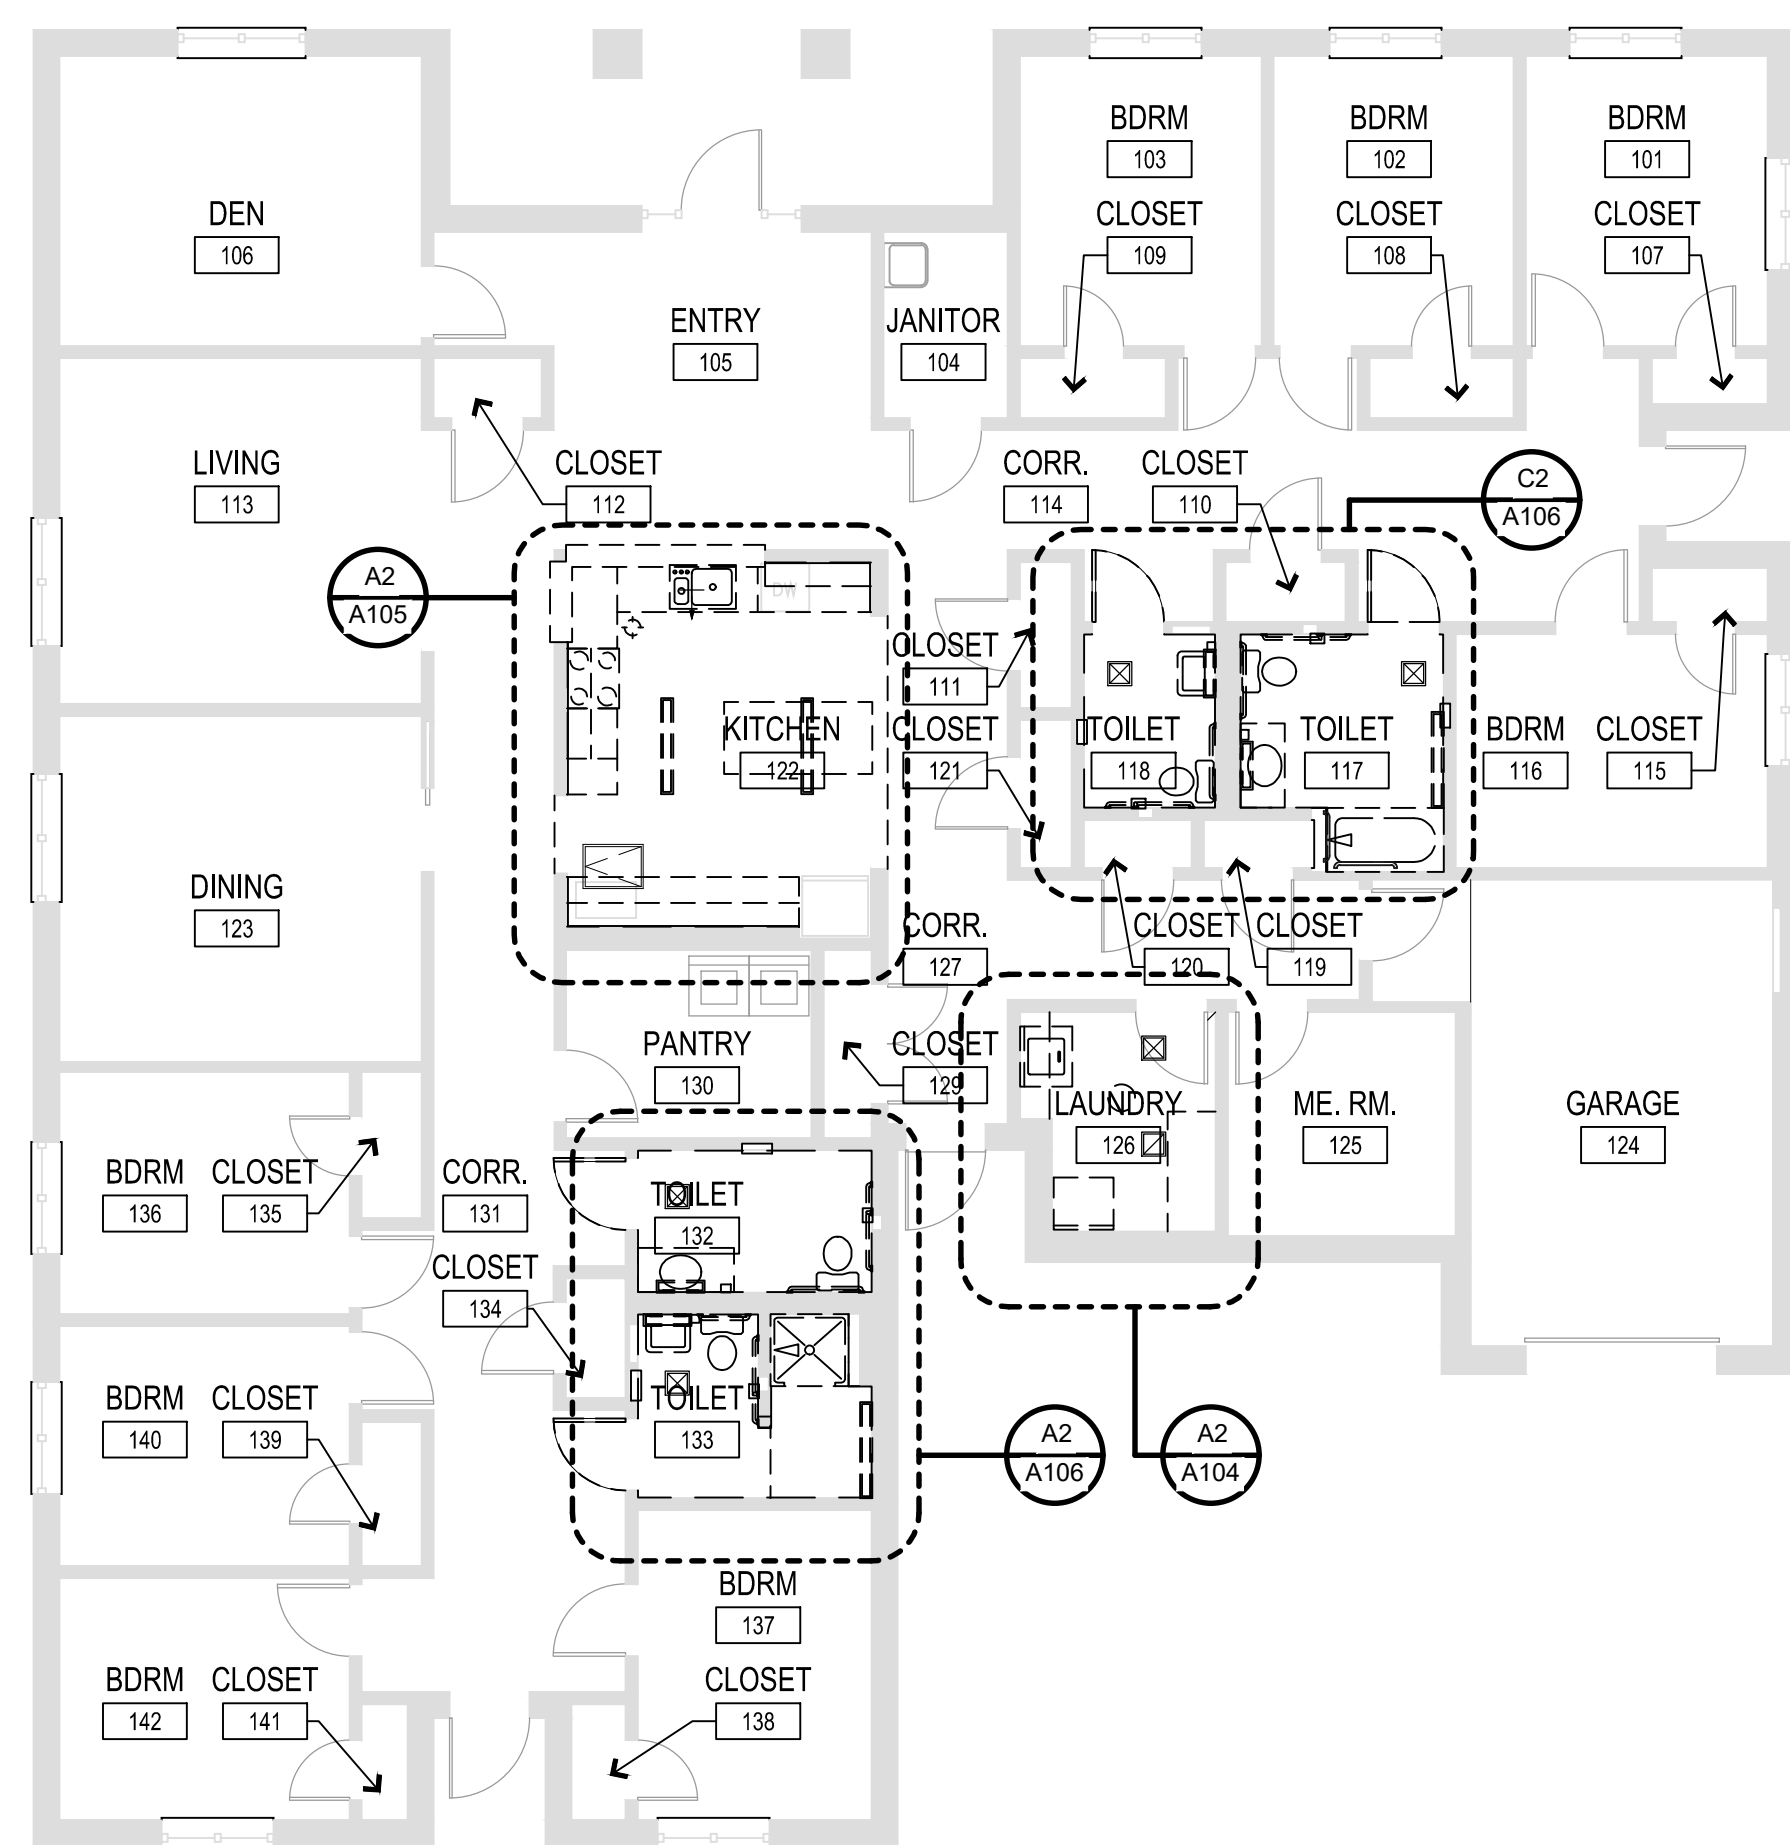 BDRM
103
BDRM
102
BDRM
101
DEN
106
CLOSET
109
CLOSET
108
CLOSET
107
ENTRY
105
JANITOR
104
LIVING
113
CLOSET
112
CORR.
114
CLOSET
110
C2
A106
A2
A105
DW
CLOSET
111
KITCHEN
122
CLOSET
121
TOILET
118
TOILET
117
BDRM
116
CLOSET
115
DINING
123
CORR.
127
CLOSET
120
CLOSET
119
PANTRY
130
CLOSET
129
LAUNDRY
126
ME. RM.
125
GARAGE
124
BDRM
136
CLOSET
135
CORR.
131
TOILET
132
CLOSET
134
BDRM
140
CLOSET
139
TOILET
133
A2
A106
A2
A104
BDRM
137
BDRM
142
CLOSET
141
CLOSET
138